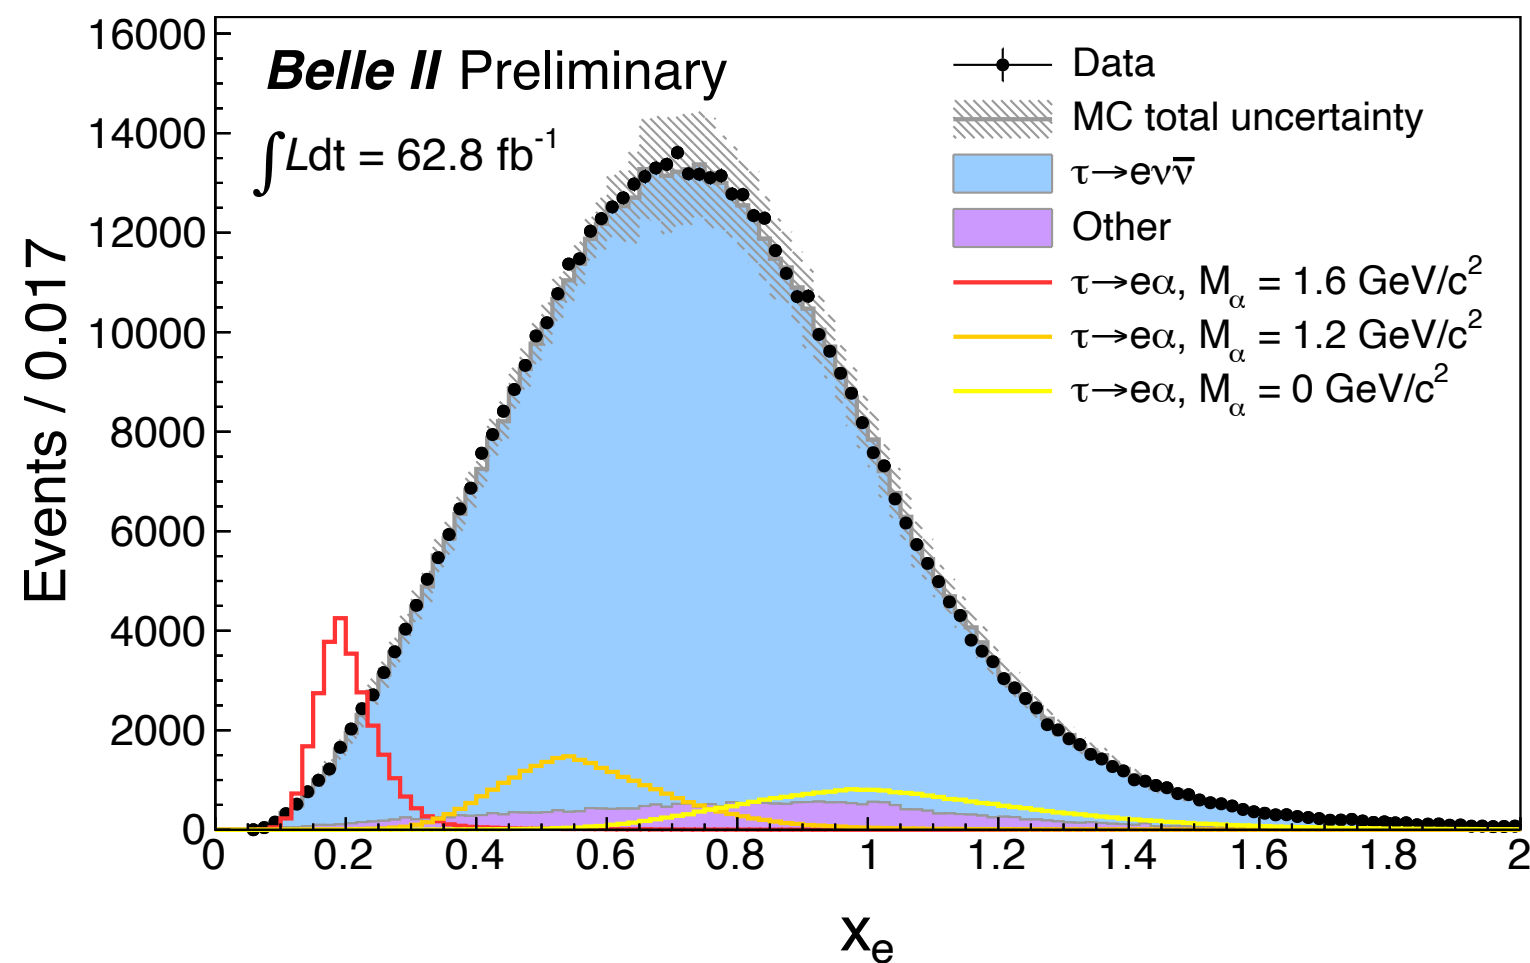 16000
14000
12000
10000
8000
6000
4000
2000
0
Events / 0.017
Belle II Preliminary
∫Ldt = 62.8 fb⁻¹
Data
MC total uncertainty
τ→eνν̄
Other
τ→eα, Mα = 1.6 GeV/c²
τ→eα, Mα = 1.2 GeV/c²
τ→eα, Mα = 0 GeV/c²
0 0.2 0.4 0.6 0.8 1 1.2 1.4 1.6 1.8 2
xₑ